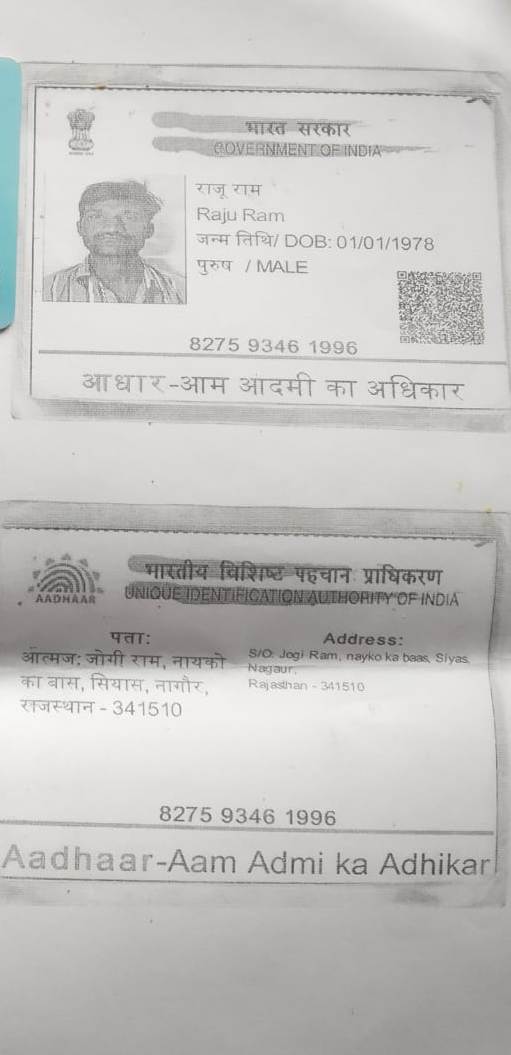 भारत सरकार
GOVERNMENT OF INDIA
राजू राम
Raju Ram
जन्म तिथि/ DOB: 01/01/1978
पुरुष / MALE
8275 9346 1996
आधार-आम आदमी का अधिकार
भारतीय विशिष्ट पहचान प्राधिकरण
AADHAAR
UNIQUE IDENTIFICATION AUTHORITY OF INDIA
पता:
आत्मज: जोगी राम, नायको
का बास, सियास, नागौर,
राजस्थान - 341510
Address:
S/O: Jogi Ram, nayko ka baas, Siyas,
Nagaur,
Rajasthan - 341510
8275 9346 1996
Aadhaar-Aam Admi ka Adhikar